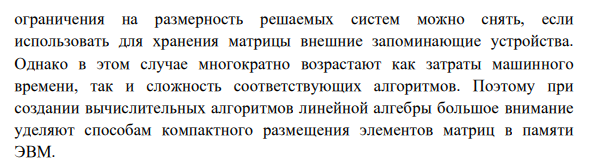 ограничения на размерность решаемых систем можно снять, если
использовать для хранения матрицы внешние запоминающие устройства.
Однако в этом случае многократно возрастают как затраты машинного
времени, так и сложность соответствующих алгоритмов. Поэтому при
создании вычислительных алгоритмов линейной алгебры большое внимание
уделяют способам компактного размещения элементов матриц в памяти
ЭВМ.